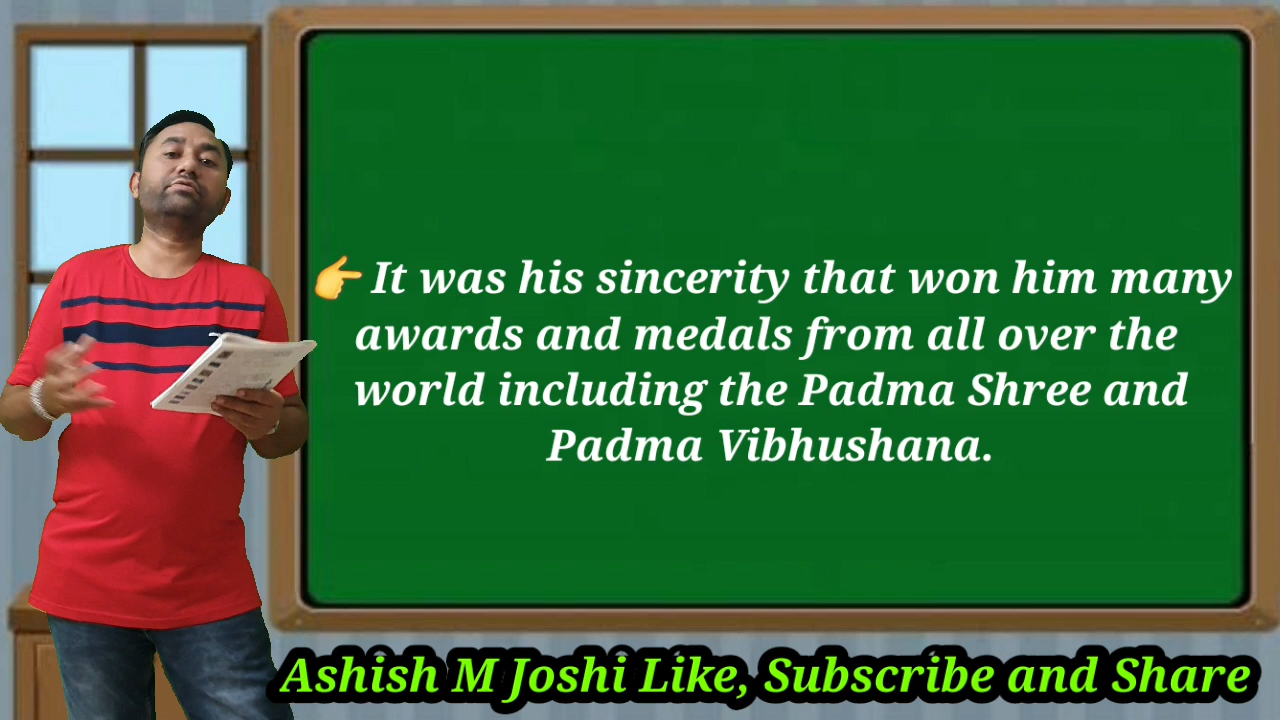 👉 It was his sincerity that won him many
awards and medals from all over the
world including the Padma Shree and
Padma Vibhushana.
Ashish M Joshi Like, Subscribe and Share